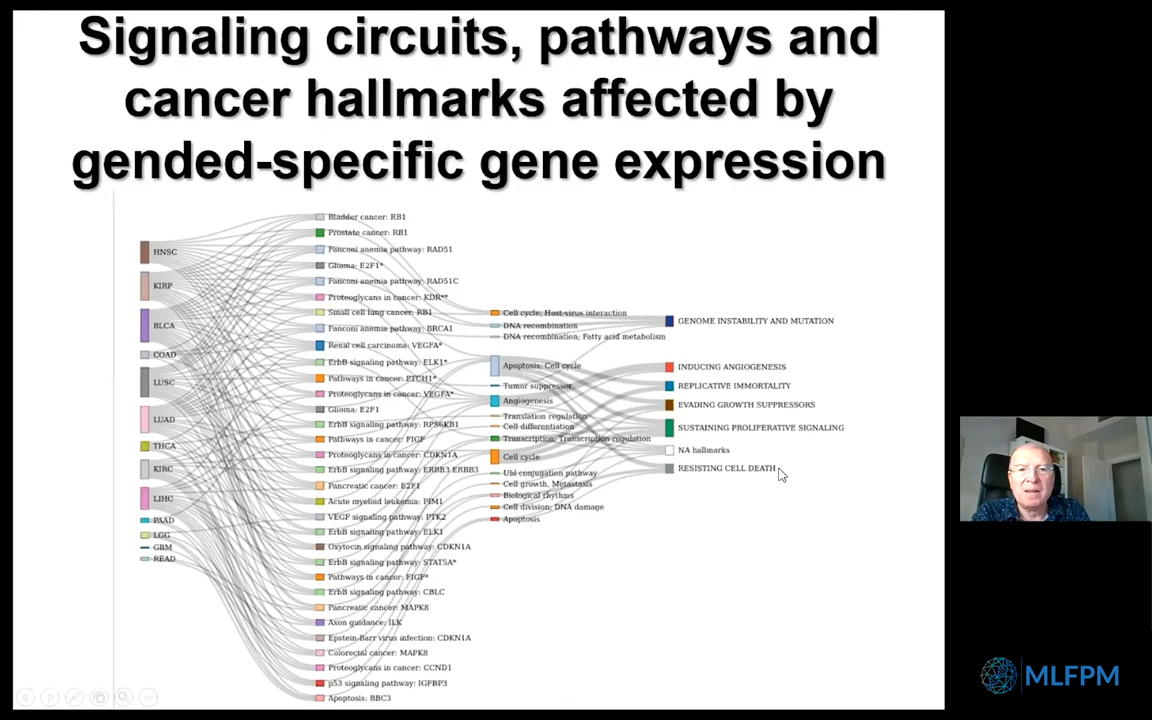 Signaling circuits, pathways and
cancer hallmarks affected by
gended-specific gene expression
HNSC
KIRP
BLCA
COAD
LUSC
LUAD
THCA
KIRC
LIHC
PAAD
LGG
GBM
READ
Bladder cancer: RB1
Prostate cancer: RB1
Fanconi anemia pathway: RAD51
Glioma: E2F1*
Fanconi anemia pathway: RAD51C
Proteoglycans in cancer: KDR**
Small cell lung cancer: RB1
Fanconi anemia pathway: BRCA1
Renal cell carcinoma: VEGFA*
ErbB signaling pathway: ELK1*
Pathways in cancer: PTCH1*
Proteoglycans in cancer: VEGFA*
Glioma: E2F1
ErbB signaling pathway: RPS6KB1
Pathways in cancer: FIGF
Proteoglycans in cancer: CDKN1A
ErbB signaling pathway: ERBB3 ERBB3
Pancreatic cancer: E2F1
Acute myeloid leukemia: PIM1
VEGF signaling pathway: PTK2
ErbB signaling pathway: ELK1
Oxytocin signaling pathway: CDKN1A
ErbB signaling pathway: STAT5A*
Pathways in cancer: FIGF*
ErbB signaling pathway: CBLC
Pancreatic cancer: MAPK8
Axon guidance: ILK
Epstein-Barr virus infection: CDKN1A
Colorectal cancer: MAPK8
Proteoglycans in cancer: CCND1
p53 signaling pathway: IGFBP3
Apoptosis: BBC3
Cell cycle; Host-virus interaction
DNA recombination
DNA recombination; Fatty acid metabolism
Apoptosis; Cell cycle
Tumor suppressor
Angiogenesis
Translation regulation
Cell differentiation
Transcription; Transcription regulation
Cell cycle
Ubl conjugation pathway
Cell growth, Metastasis
Biological rhythms
Cell division; DNA damage
Apoptosis
GENOME INSTABILITY AND MUTATION
INDUCING ANGIOGENESIS
REPLICATIVE IMMORTALITY
EVADING GROWTH SUPPRESSORS
SUSTAINING PROLIFERATIVE SIGNALING
NA hallmarks
RESISTING CELL DEATH
MLFPM